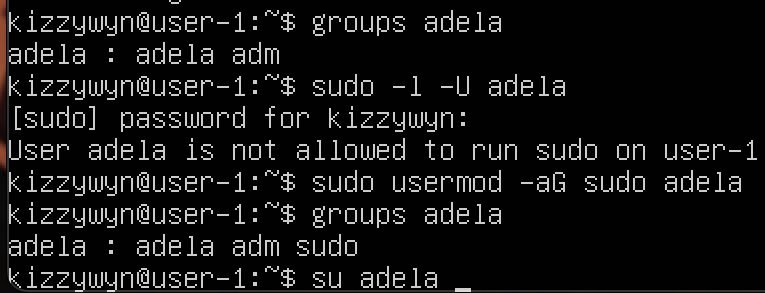 kizzywyn@user-1:~$ groups adela
adela : adela adm
kizzywyn@user-1:~$ sudo -l -U adela
[sudo] password for kizzywyn:
User adela is not allowed to run sudo on user-1
kizzywyn@user-1:~$ sudo usermod -aG sudo adela
kizzywyn@user-1:~$ groups adela
adela : adela adm sudo
kizzywyn@user-1:~$ su adela _